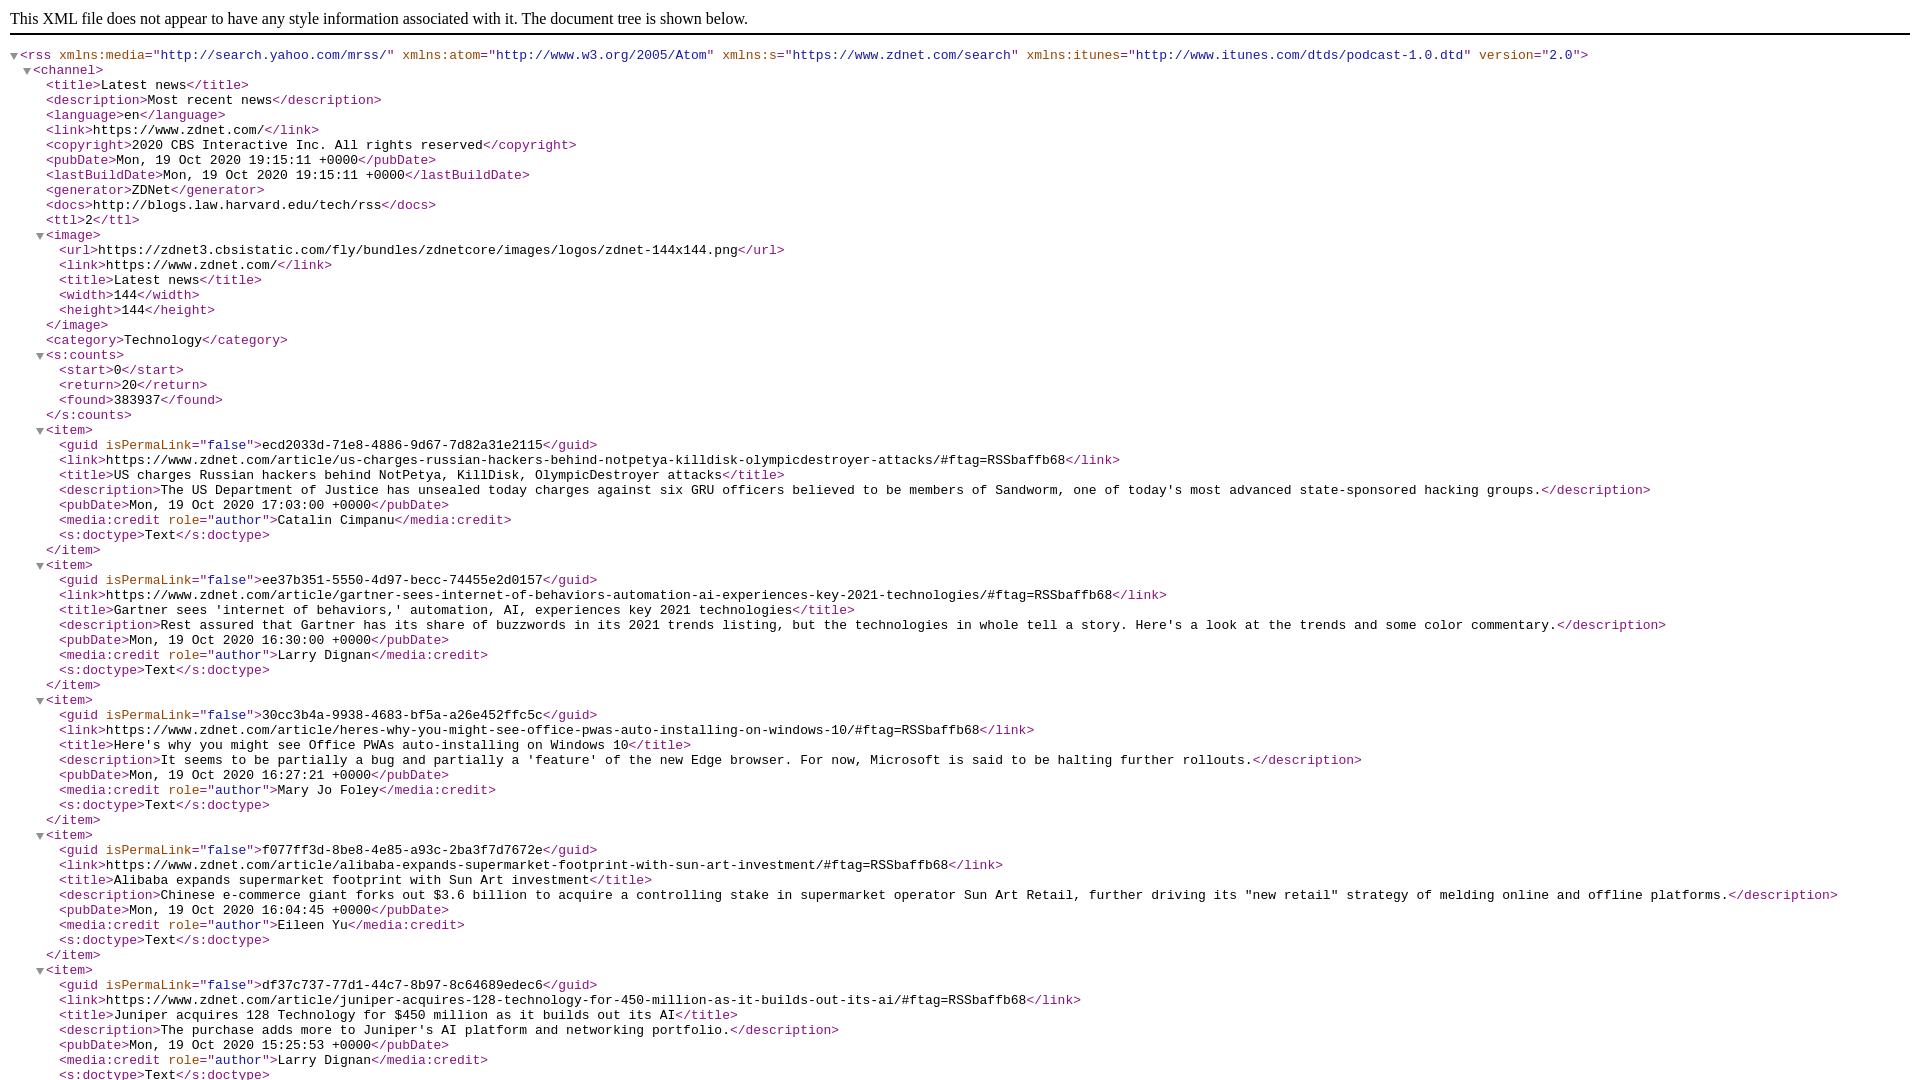 This XML file does not appear to have any style information associated with it. The document tree is shown below.
<rss xmlns:media="http://search.yahoo.com/mrss/" xmlns:atom="http://www.w3.org/2005/Atom" xmlns:s="https://www.zdnet.com/search" xmlns:itunes="http://www.itunes.com/dtds/podcast-1.0.dtd" version="2.0">
<channel>
<title>Latest news</title>
<description>Most recent news</description>
<language>en</language>
<link>https://www.zdnet.com/</link>
<copyright>2020 CBS Interactive Inc. All rights reserved</copyright>
<pubDate>Mon, 19 Oct 2020 19:15:11 +0000</pubDate>
<lastBuildDate>Mon, 19 Oct 2020 19:15:11 +0000</lastBuildDate>
<generator>ZDNet</generator>
<docs>http://blogs.law.harvard.edu/tech/rss</docs>
<ttl>2</ttl>
<image>
<url>https://zdnet3.cbsistatic.com/fly/bundles/zdnetcore/images/logos/zdnet-144x144.png</url>
<link>https://www.zdnet.com/</link>
<title>Latest news</title>
<width>144</width>
<height>144</height>
</image>
<category>Technology</category>
<s:counts>
<start>0</start>
<return>20</return>
<found>383937</found>
</s:counts>
<item>
<guid isPermaLink="false">ecd2033d-71e8-4886-9d67-7d82a31e2115</guid>
<link>https://www.zdnet.com/article/us-charges-russian-hackers-behind-notpetya-killdisk-olympicdestroyer-attacks/#ftag=RSSbaffb68</link>
<title>US charges Russian hackers behind NotPetya, KillDisk, OlympicDestroyer attacks</title>
<description>The US Department of Justice has unsealed today charges against six GRU officers believed to be members of Sandworm, one of today's most advanced state-sponsored hacking groups.</description>
<pubDate>Mon, 19 Oct 2020 17:03:00 +0000</pubDate>
<media:credit role="author">Catalin Cimpanu</media:credit>
<s:doctype>Text</s:doctype>
</item>
<item>
<guid isPermaLink="false">ee37b351-5550-4d97-becc-74455e2d0157</guid>
<link>https://www.zdnet.com/article/gartner-sees-internet-of-behaviors-automation-ai-experiences-key-2021-technologies/#ftag=RSSbaffb68</link>
<title>Gartner sees 'internet of behaviors,' automation, AI, experiences key 2021 technologies</title>
<description>Rest assured that Gartner has its share of buzzwords in its 2021 trends listing, but the technologies in whole tell a story. Here's a look at the trends and some color commentary.</description>
<pubDate>Mon, 19 Oct 2020 16:30:00 +0000</pubDate>
<media:credit role="author">Larry Dignan</media:credit>
<s:doctype>Text</s:doctype>
</item>
<item>
<guid isPermaLink="false">30cc3b4a-9938-4683-bf5a-a26e452ffc5c</guid>
<link>https://www.zdnet.com/article/heres-why-you-might-see-office-pwas-auto-installing-on-windows-10/#ftag=RSSbaffb68</link>
<title>Here's why you might see Office PWAs auto-installing on Windows 10</title>
<description>It seems to be partially a bug and partially a 'feature' of the new Edge browser. For now, Microsoft is said to be halting further rollouts.</description>
<pubDate>Mon, 19 Oct 2020 16:27:21 +0000</pubDate>
<media:credit role="author">Mary Jo Foley</media:credit>
<s:doctype>Text</s:doctype>
</item>
<item>
<guid isPermaLink="false">f077ff3d-8be8-4e85-a93c-2ba3f7d7672e</guid>
<link>https://www.zdnet.com/article/alibaba-expands-supermarket-footprint-with-sun-art-investment/#ftag=RSSbaffb68</link>
<title>Alibaba expands supermarket footprint with Sun Art investment</title>
<description>Chinese e-commerce giant forks out $3.6 billion to acquire a controlling stake in supermarket operator Sun Art Retail, further driving its "new retail" strategy of melding online and offline platforms.</description>
<pubDate>Mon, 19 Oct 2020 16:04:45 +0000</pubDate>
<media:credit role="author">Eileen Yu</media:credit>
<s:doctype>Text</s:doctype>
</item>
<item>
<guid isPermaLink="false">df37c737-77d1-44c7-8b97-8c64689edec6</guid>
<link>https://www.zdnet.com/article/juniper-acquires-128-technology-for-450-million-as-it-builds-out-its-ai/#ftag=RSSbaffb68</link>
<title>Juniper acquires 128 Technology for $450 million as it builds out its AI</title>
<description>The purchase adds more to Juniper's AI platform and networking portfolio.</description>
<pubDate>Mon, 19 Oct 2020 15:25:53 +0000</pubDate>
<media:credit role="author">Larry Dignan</media:credit>
<s:doctype>Text</s:doctype>